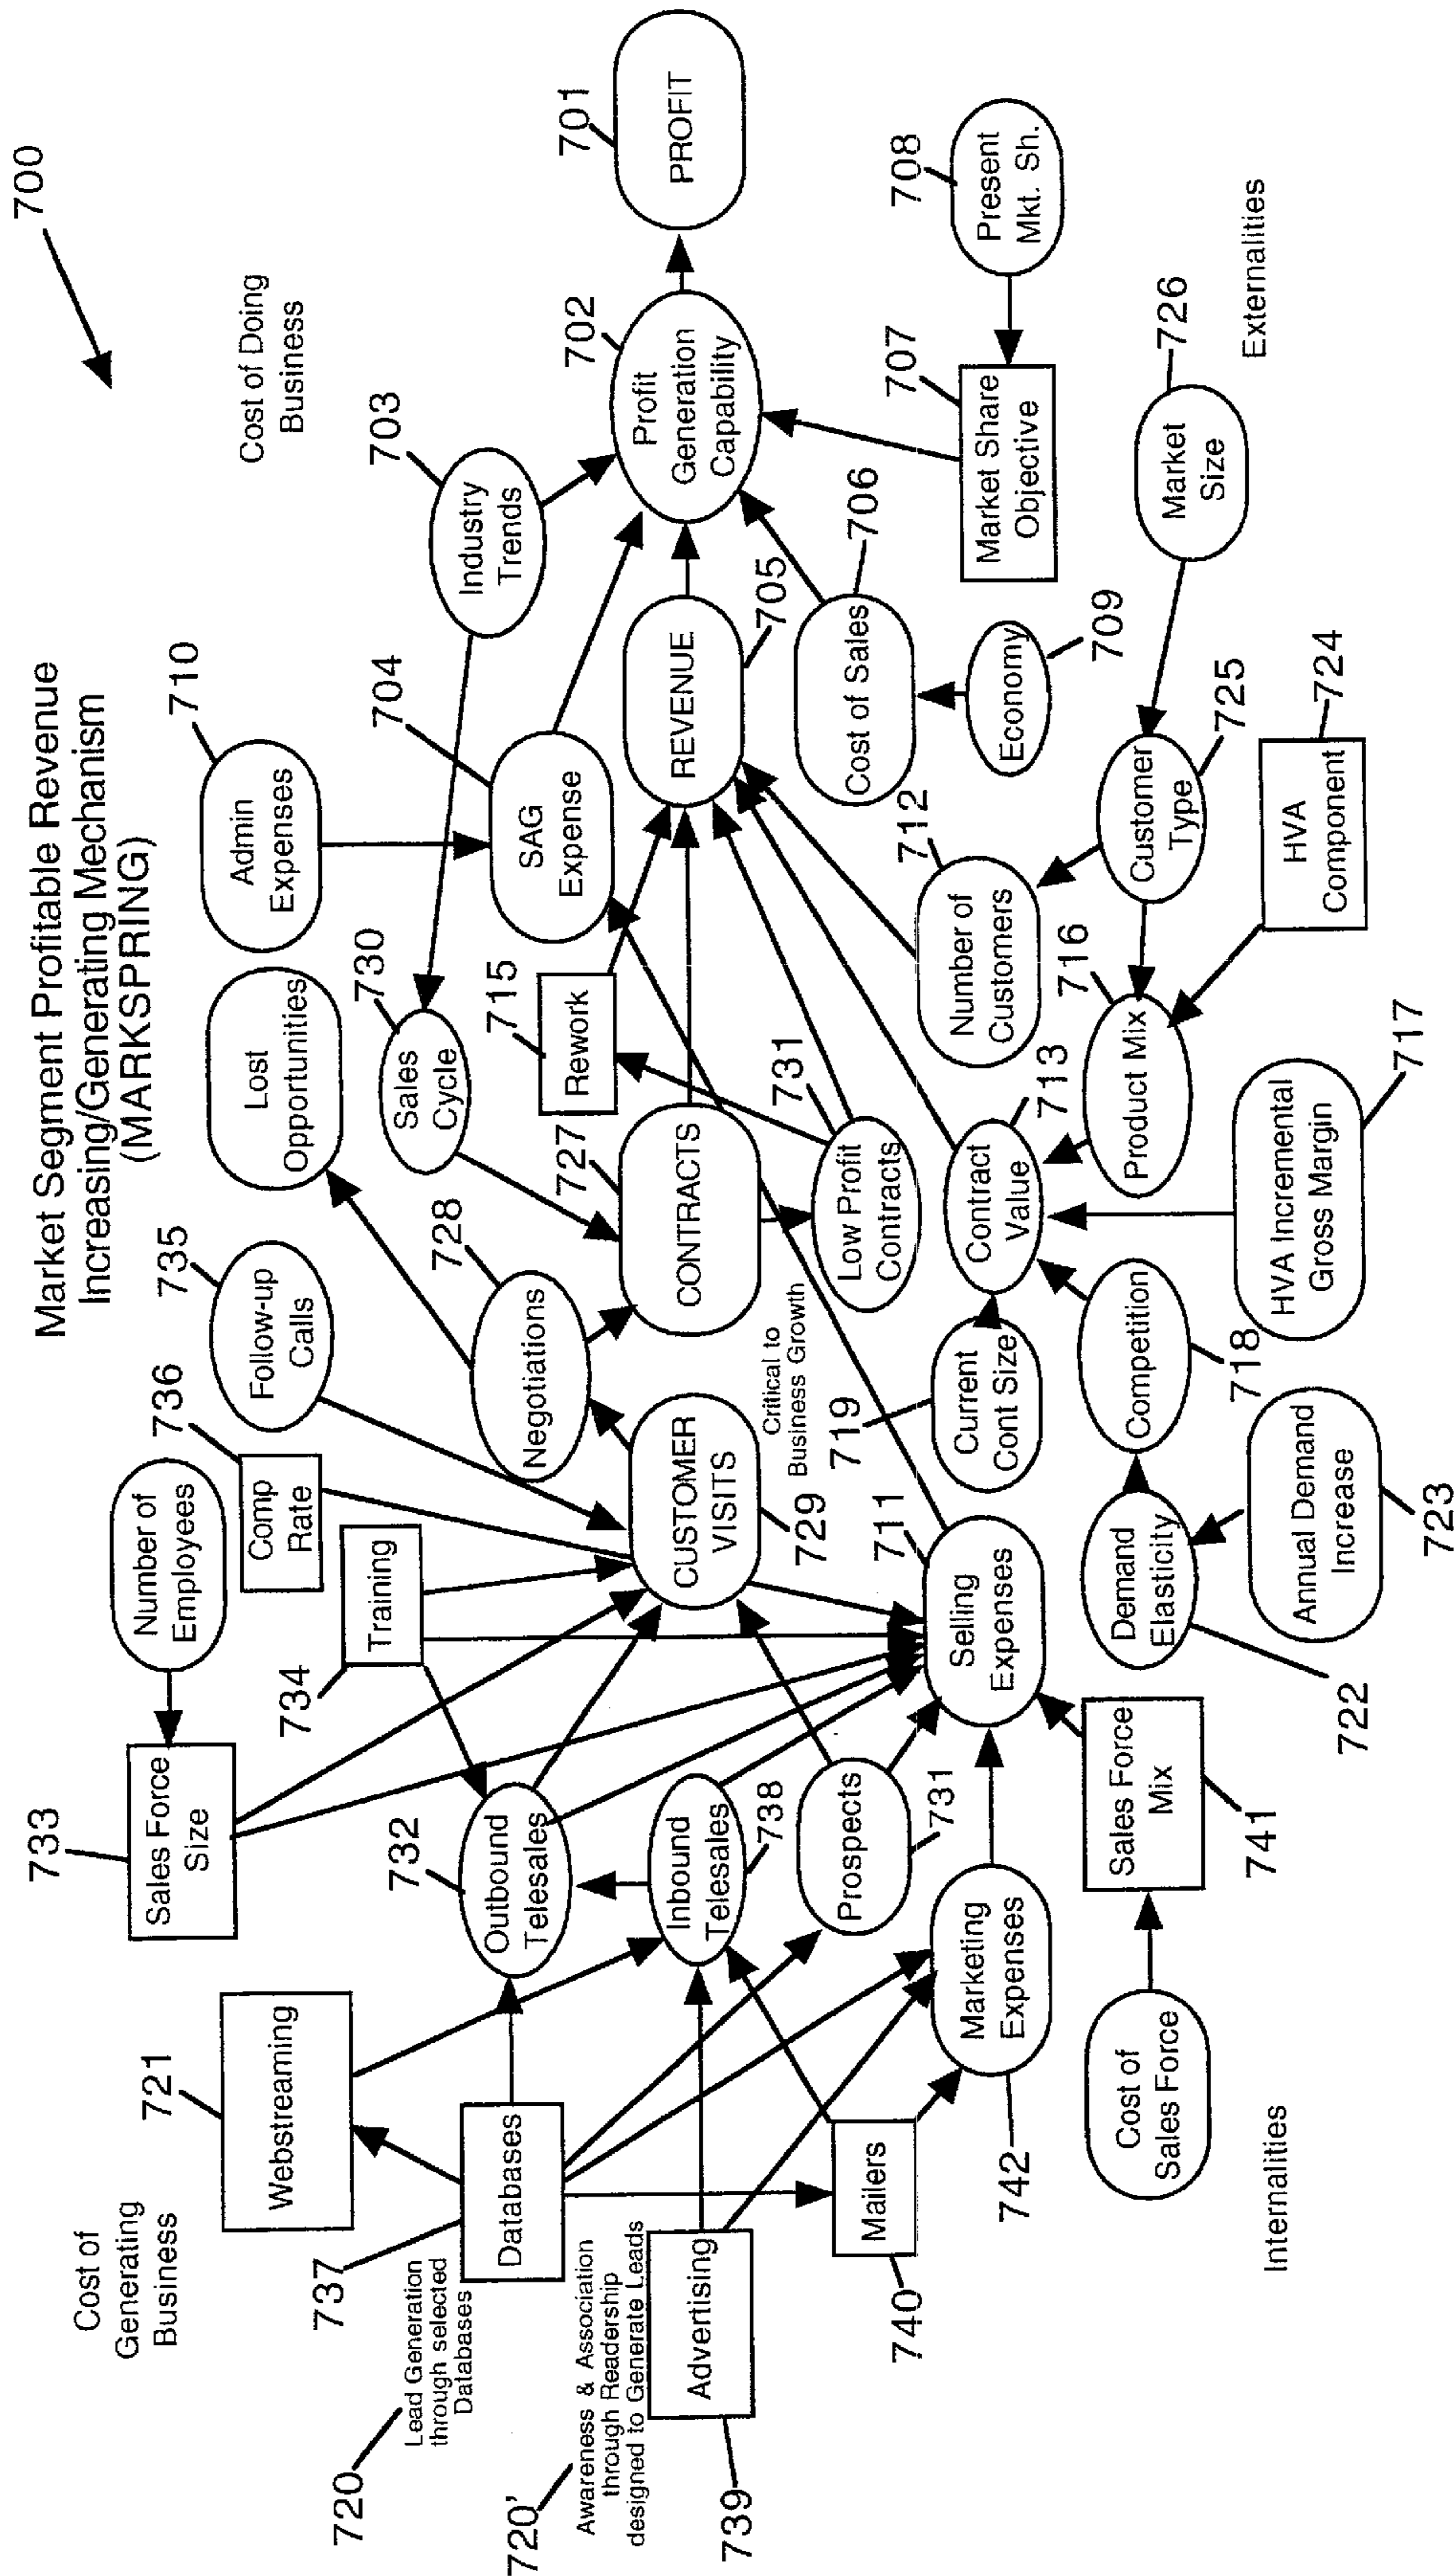 700
Market Segment Profitable Revenue
Increasing/Generating Mechanism
(MARKSPRING)
Cost of
Generating
Business
Cost of Doing
Business
733
Sales Force
Size
Number of
Employees
736
Comp
Rate
735
Follow-up
Calls
Lost
Opportunities
710
Admin
Expenses
721
Webstreaming
734
Training
728
Negotiations
730
Sales
Cycle
704
SAG
Expense
703
Industry
Trends
737
Databases
720
Lead Generation
through selected
Databases
732
Outbound
Telesales
CUSTOMER
VISITS
729
727
CONTRACTS
715
Rework
REVENUE
705
702
Profit
Generation
Capability
701
PROFIT
720'
Awareness & Association
through Readership
designed to Generate Leads
Advertising
739
Inbound
Telesales
738
Critical to
Business Growth
731
Low Profit
Contracts
Cost of Sales
706
Mailers
740
Prospects
731
711
Selling
Expenses
719
Current
Cont Size
Contract
Value
713
712
Number of
Customers
Economy
709
707
Market Share
Objective
708
Present
Mkt. Sh.
Marketing
Expenses
742
Cost of
Sales Force
Sales Force
Mix
741
Demand
Elasticity
722
Competition
718
716
Product Mix
Customer
Type
725
Market
Size
726
Annual Demand
Increase
723
HVA Incremental
Gross Margin
717
HVA
Component
724
Internalities
Externalities